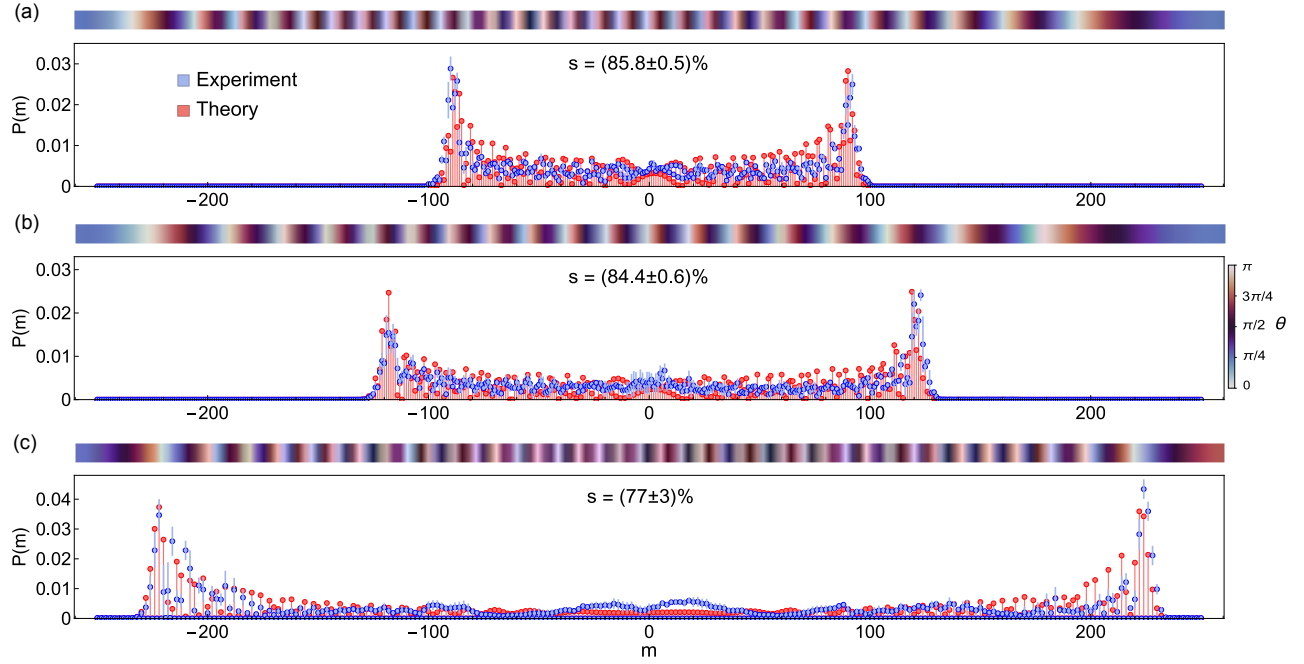 (a)
s = (85.8±0.5)%
Experiment
Theory
P(m)
0.03
0.02
0.01
0
−200
−100
0
100
200
(b)
s = (84.4±0.6)%
P(m)
0.03
0.02
0.01
0
−200
−100
0
100
200
π
3π/4
π/2
π/4
0
θ
(c)
s = (77±3)%
P(m)
0.04
0.03
0.02
0.01
0
−200
−100
0
100
200
m